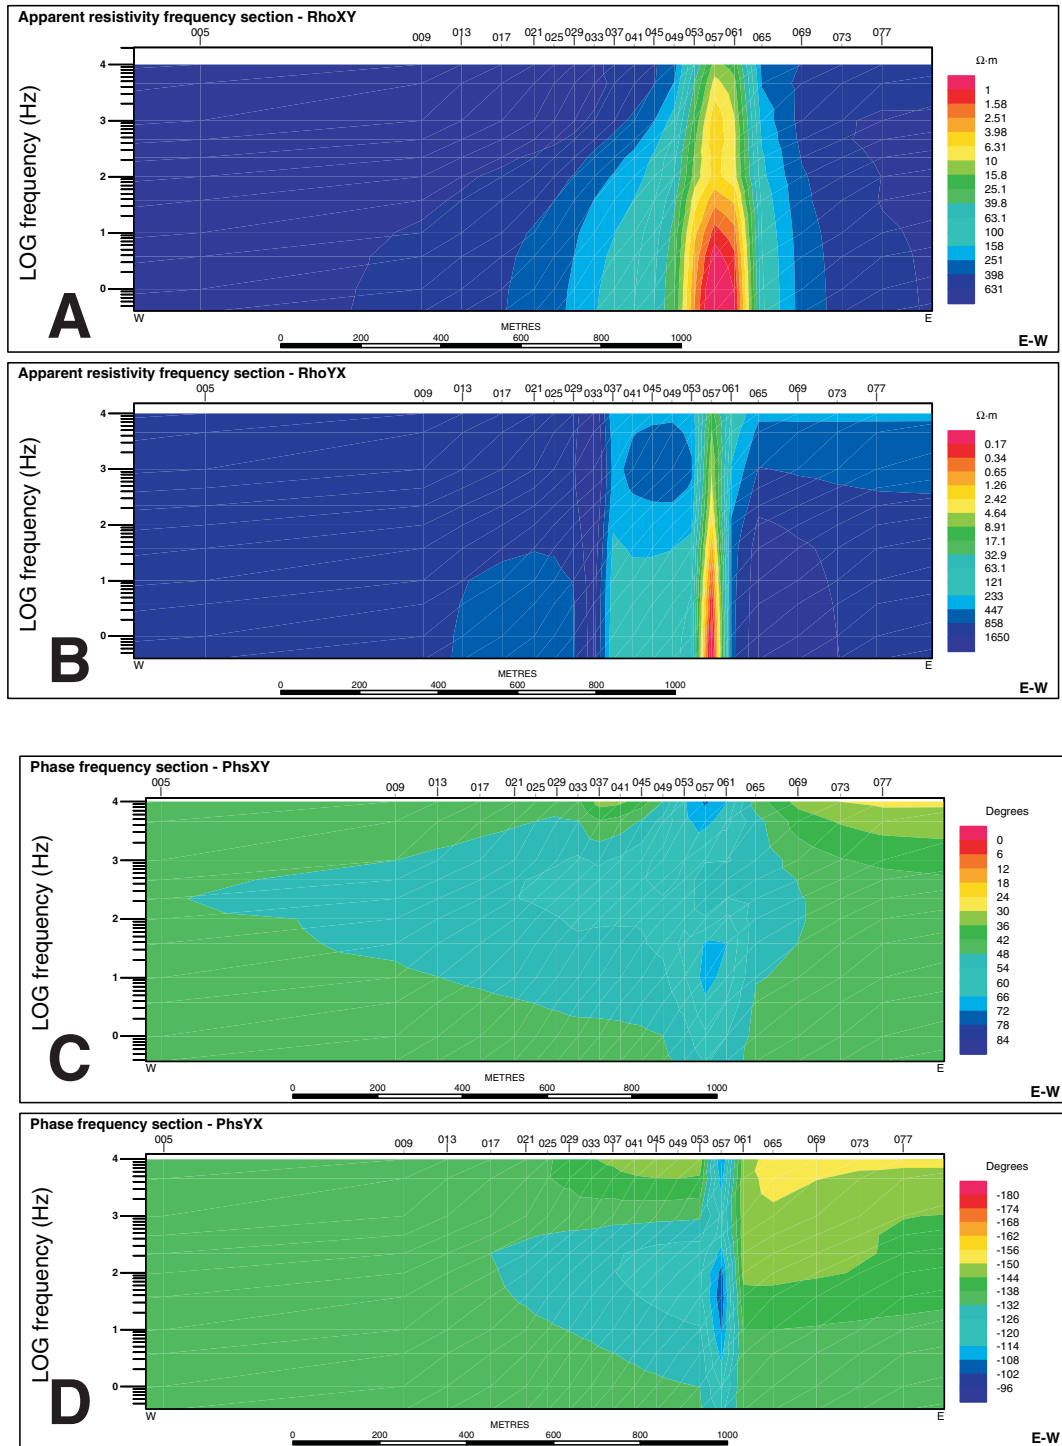 Apparent resistivity frequency section - RhoXY
005 009 013 017 021 025 029 033 037 041 045 049 053 057 061 065 069 073 077
LOG frequency (Hz)
4
3
2
1
0
Ω·m
1
1.58
2.51
3.98
6.31
10
15.8
25.1
39.8
63.1
100
158
251
398
631
A
W E
METRES
0 200 400 600 800 1000
E-W
Apparent resistivity frequency section - RhoYX
005 009 013 017 021 025 029 033 037 041 045 049 053 057 061 065 069 073 077
LOG frequency (Hz)
4
3
2
1
0
Ω·m
0.17
0.34
0.65
1.26
2.42
4.64
8.91
17.1
32.9
63.1
121
233
447
858
1650
B
W E
METRES
0 200 400 600 800 1000
E-W
Phase frequency section - PhsXY
005 009 013 017 021 025 029 033 037 041 045 049 053 057 061 065 069 073 077
LOG frequency (Hz)
4
3
2
1
0
Degrees
0
6
12
18
24
30
36
42
48
54
60
66
72
78
84
C
W E
METRES
0 200 400 600 800 1000
E-W
Phase frequency section - PhsYX
005 009 013 017 021 025 029 033 037 041 045 049 053 057 061 065 069 073 077
LOG frequency (Hz)
4
3
2
1
0
Degrees
-180
-174
-168
-162
-156
-150
-144
-138
-132
-126
-120
-114
-108
-102
-96
D
W E
METRES
0 200 400 600 800 1000
E-W